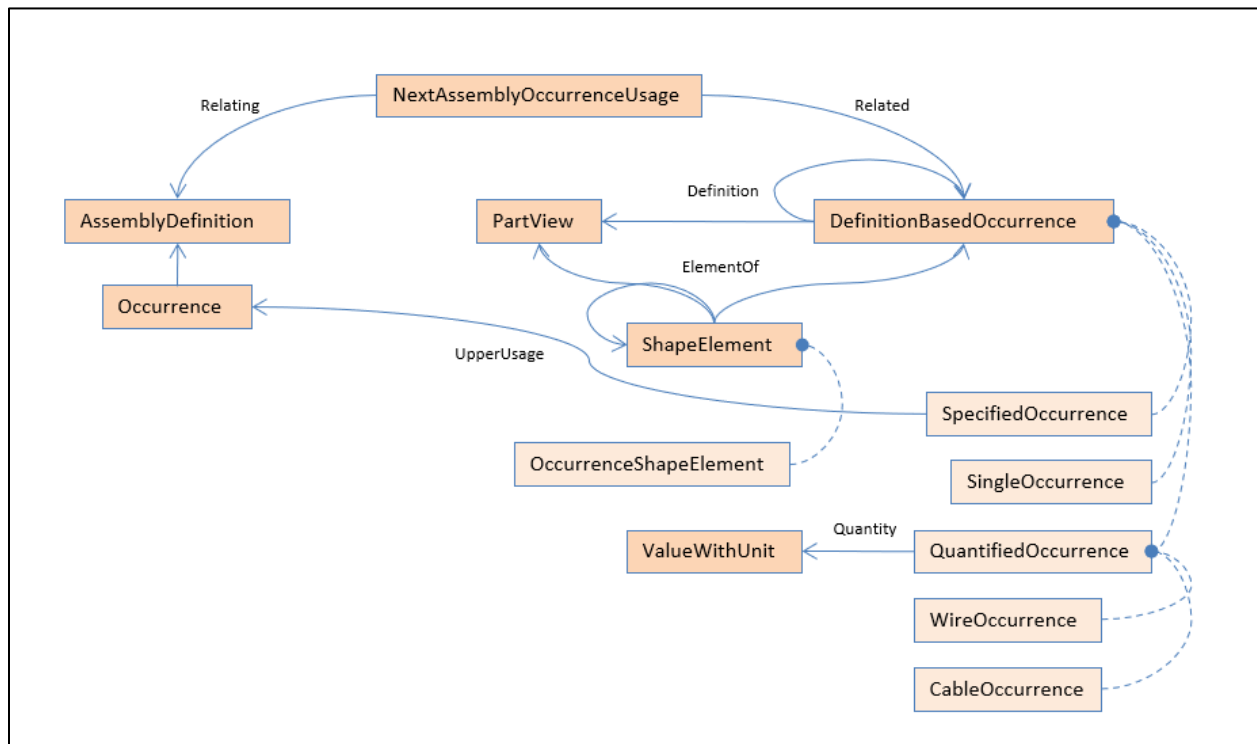 NextAssemblyOccurrenceUsage
Relating
Related
Definition
AssemblyDefinition
PartView
DefinitionBasedOccurrence
ElementOf
Occurrence
ShapeElement
UpperUsage
SpecifiedOccurrence
OccurrenceShapeElement
SingleOccurrence
Quantity
ValueWithUnit
QuantifiedOccurrence
WireOccurrence
CableOccurrence